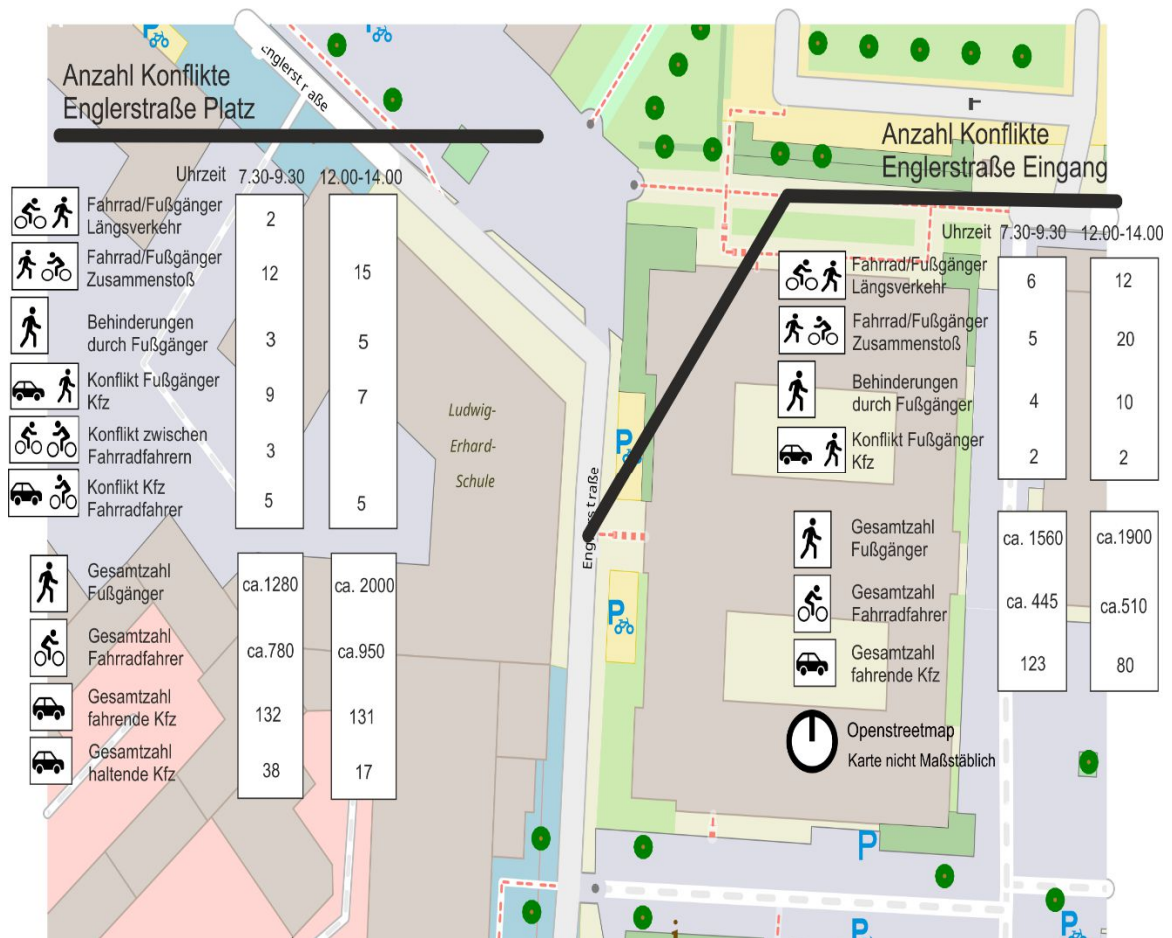 Anzahl Konflikte
Englerstraße Platz
Uhrzeit 7.30-9.30 12.00-14.00
Fahrrad/Fußgänger
Längsverkehr
2
Fahrrad/Fußgänger
Zusammenstoß
12 15
Behinderungen
durch Fußgänger
3 5
Konflikt Fußgänger
Kfz
9 7
Konflikt zwischen
Fahrradfahrern
3
Konflikt Kfz
Fahrradfahrer
5 5
Gesamtzahl
Fußgänger
ca.1280 ca.2000
Gesamtzahl
Fahrradfahrer
ca.780 ca.950
Gesamtzahl
fahrende Kfz
132 131
Gesamtzahl
haltende Kfz
38 17
Englerstraße
P
P
Ludwig-
Erhard-
Schule
Englerstraße
P
P
Anzahl Konflikte
Englerstraße Eingang
Uhrzeit 7.30-9.30 12.00-14.00
Fahrrad/Fußgänger
Längsverkehr
6 12
Fahrrad/Fußgänger
Zusammenstoß
5 20
Behinderungen
durch Fußgänger
4 10
Konflikt Fußgänger
Kfz
2 2
Gesamtzahl
Fußgänger
ca. 1560 ca.1900
Gesamtzahl
Fahrradfahrer
ca. 445 ca.510
Gesamtzahl
fahrende Kfz
123 80
Openstreetmap
Karte nicht Maßstäblich
P
P
P